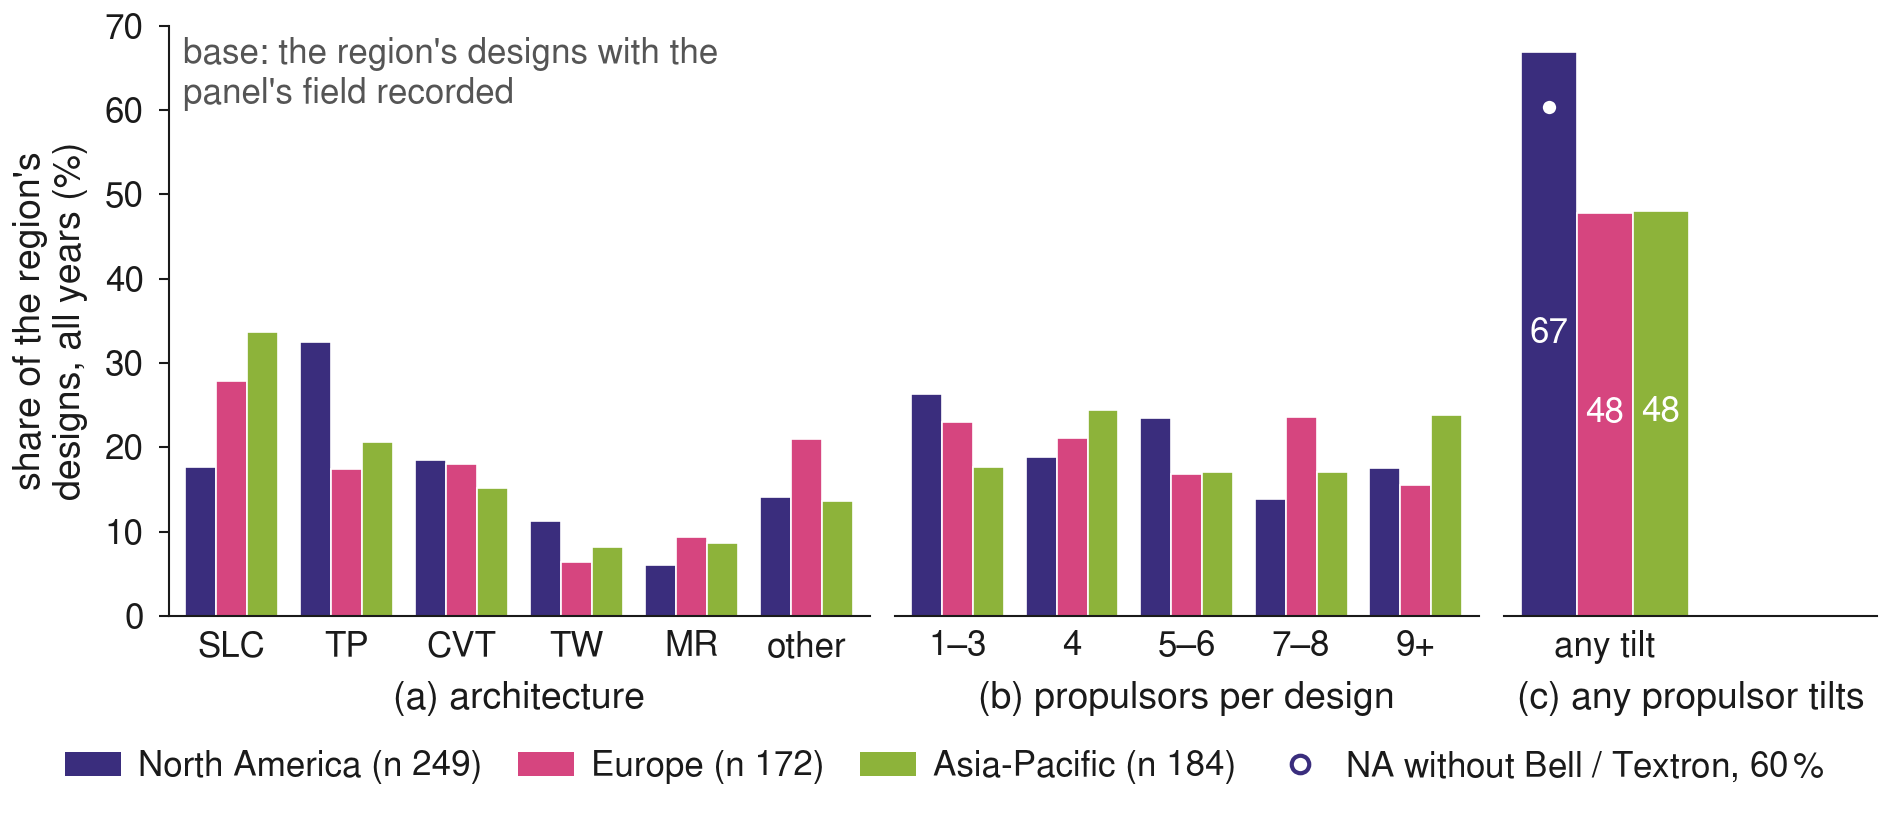 share of the region's
designs, all years (%)
70
60
50
40
30
20
10
0
base: the region's designs with the
panel's field recorded
SLC TP CVT TW MR other
(a) architecture
1–3 4 5–6 7–8 9+
(b) propulsors per design
67 48 48
any tilt
(c) any propulsor tilts
North America (n 249) Europe (n 172) Asia-Pacific (n 184) NA without Bell / Textron, 60 %